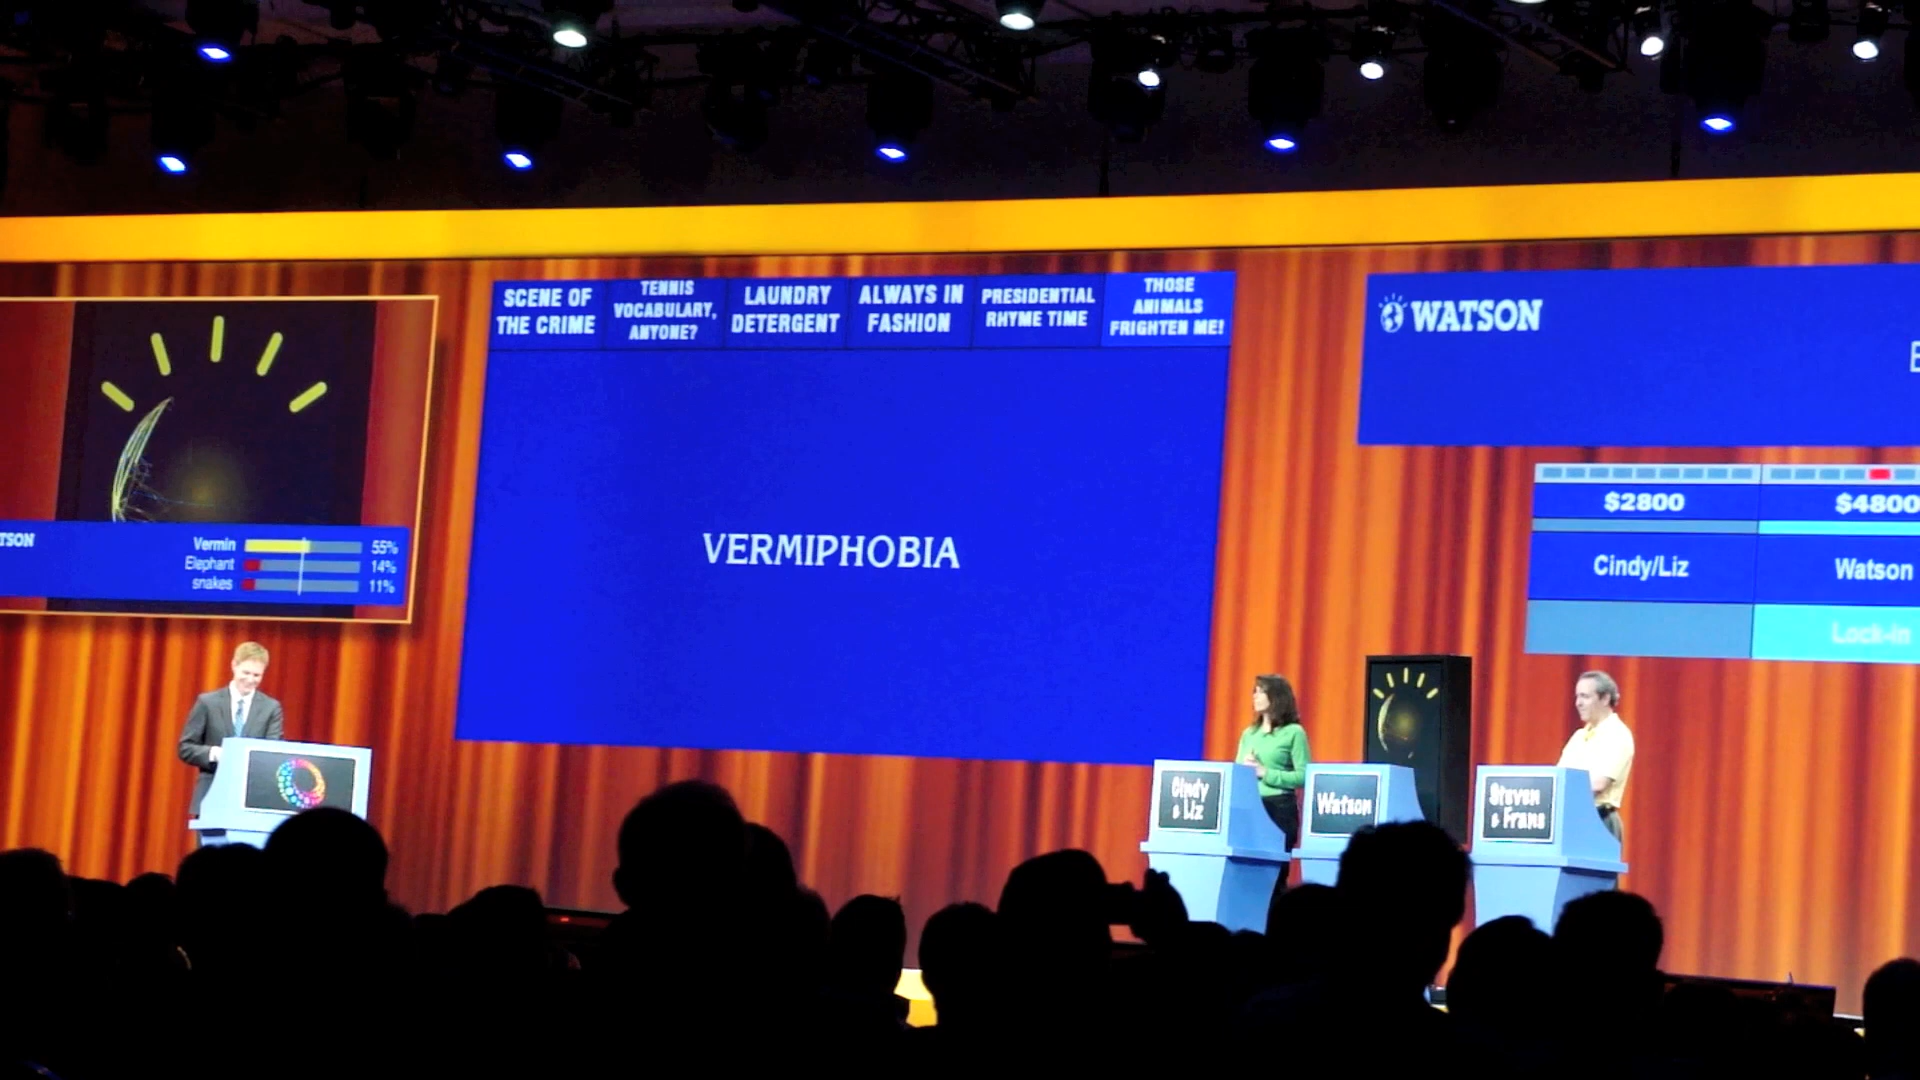 SCENE OF
THE CRIME
TENNIS
VOCABULARY,
ANYONE?
LAUNDRY
DETERGENT
ALWAYS IN
FASHION
PRESIDENTIAL
RHYME TIME
THOSE
ANIMALS
FRIGHTEN ME!
VERMIPHOBIA
TSON
Vermin 55%
Elephant 14%
snakes 11%
WATSON
E
$2800 $4800
Cindy/Liz Watson
Lock-in
Cindy
& Liz
Watson
Steven
& Frans